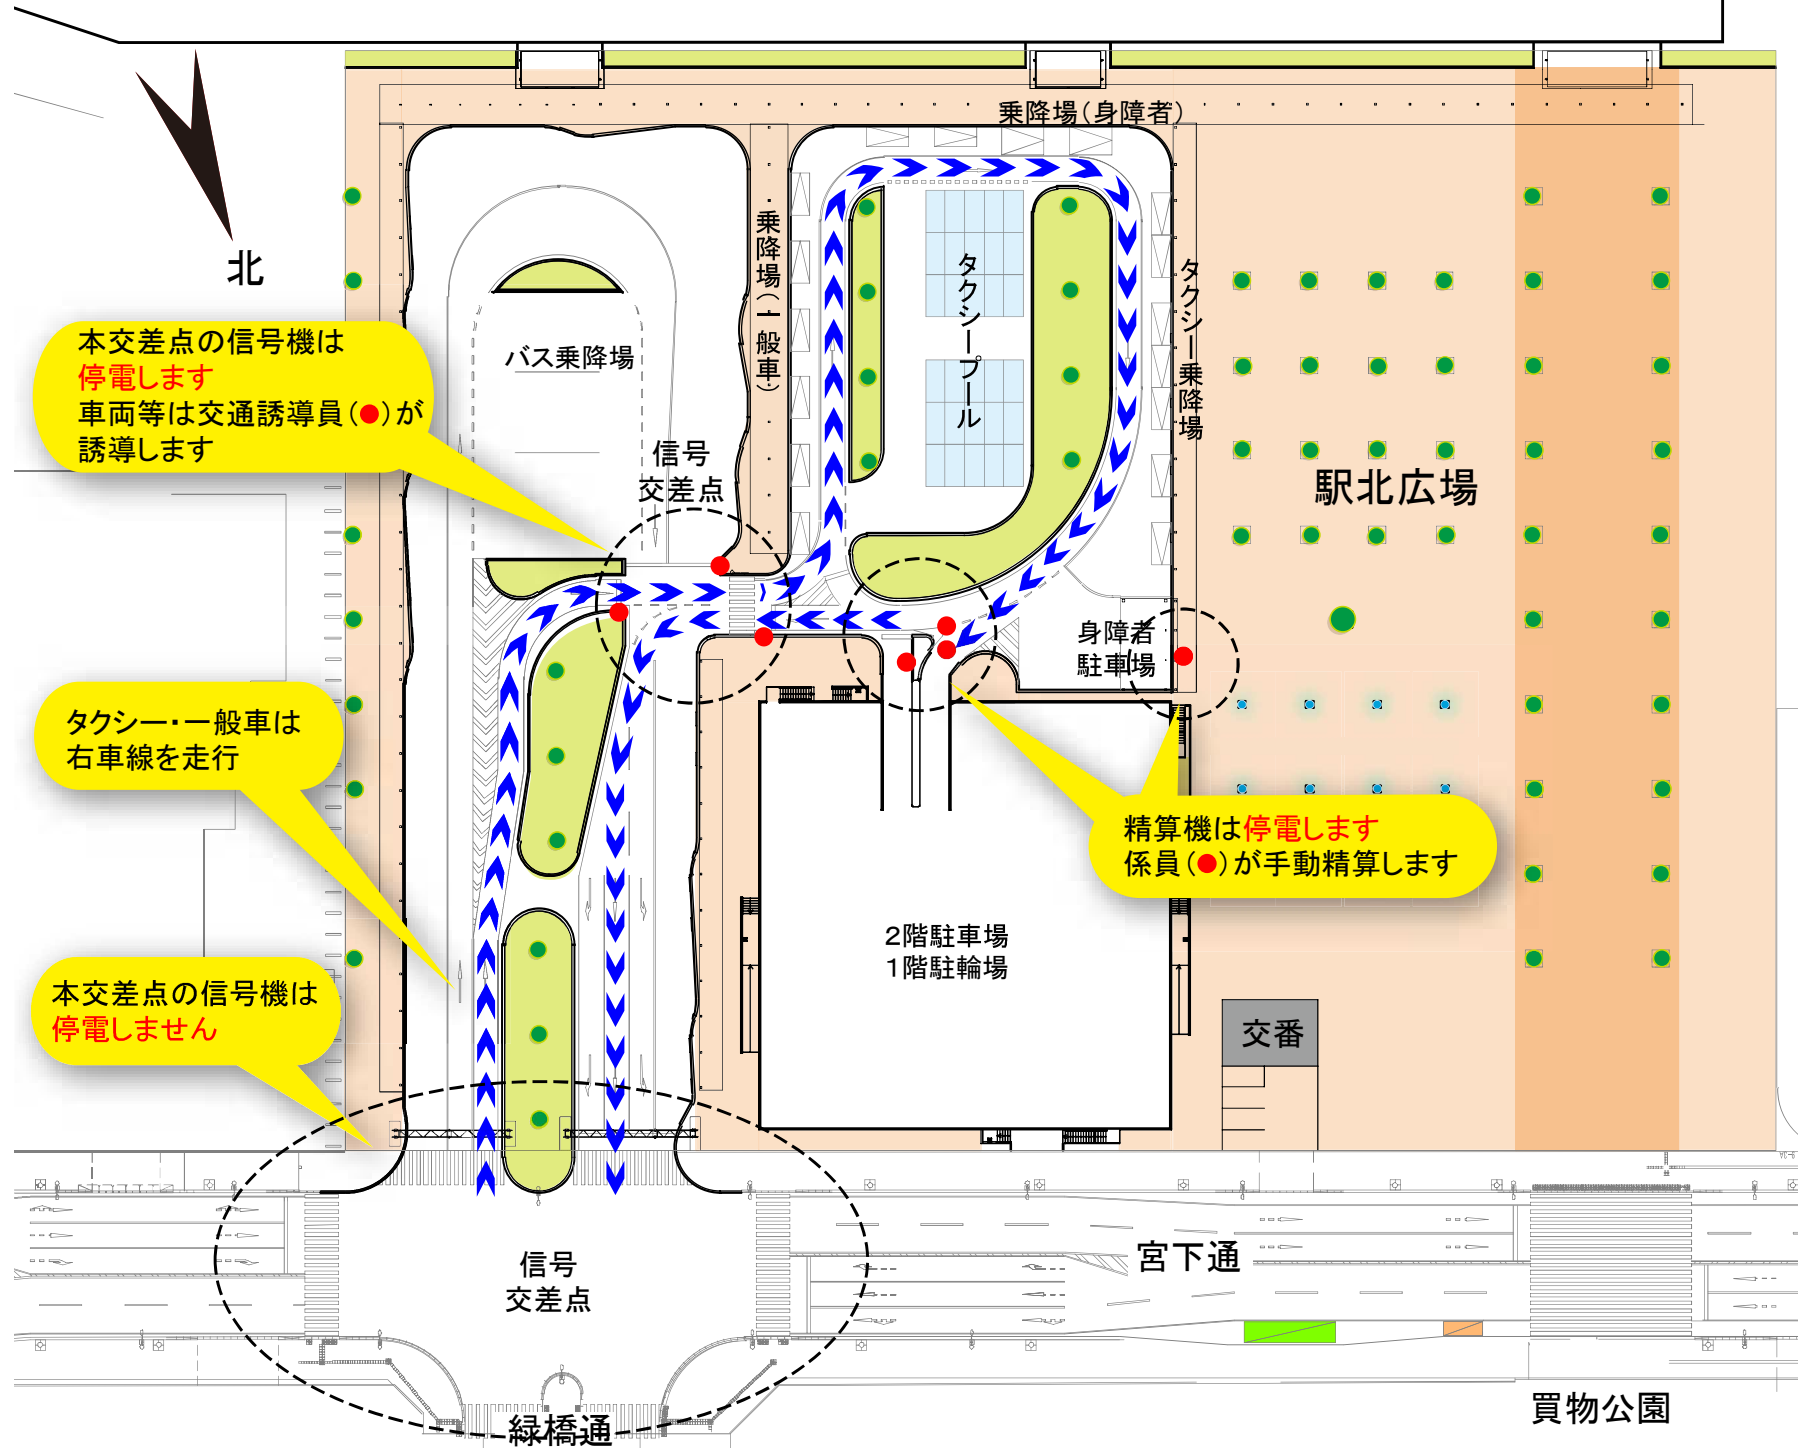 乗降場（身障者）
北
乗降場（一般車）
タクシープール
タクシー乗降場
本交差点の信号機は
停電します
車両等は交通誘導員（●）が
誘導します
バス乗降場
信号
交差点
駅北広場
身障者
駐車場
タクシー・一般車は
右車線を走行
精算機は停電します
係員（●）が手動精算します
2階駐車場
1階駐輪場
本交差点の信号機は
停電しません
交番
信号
交差点
宮下通
買物公園
緑橋通